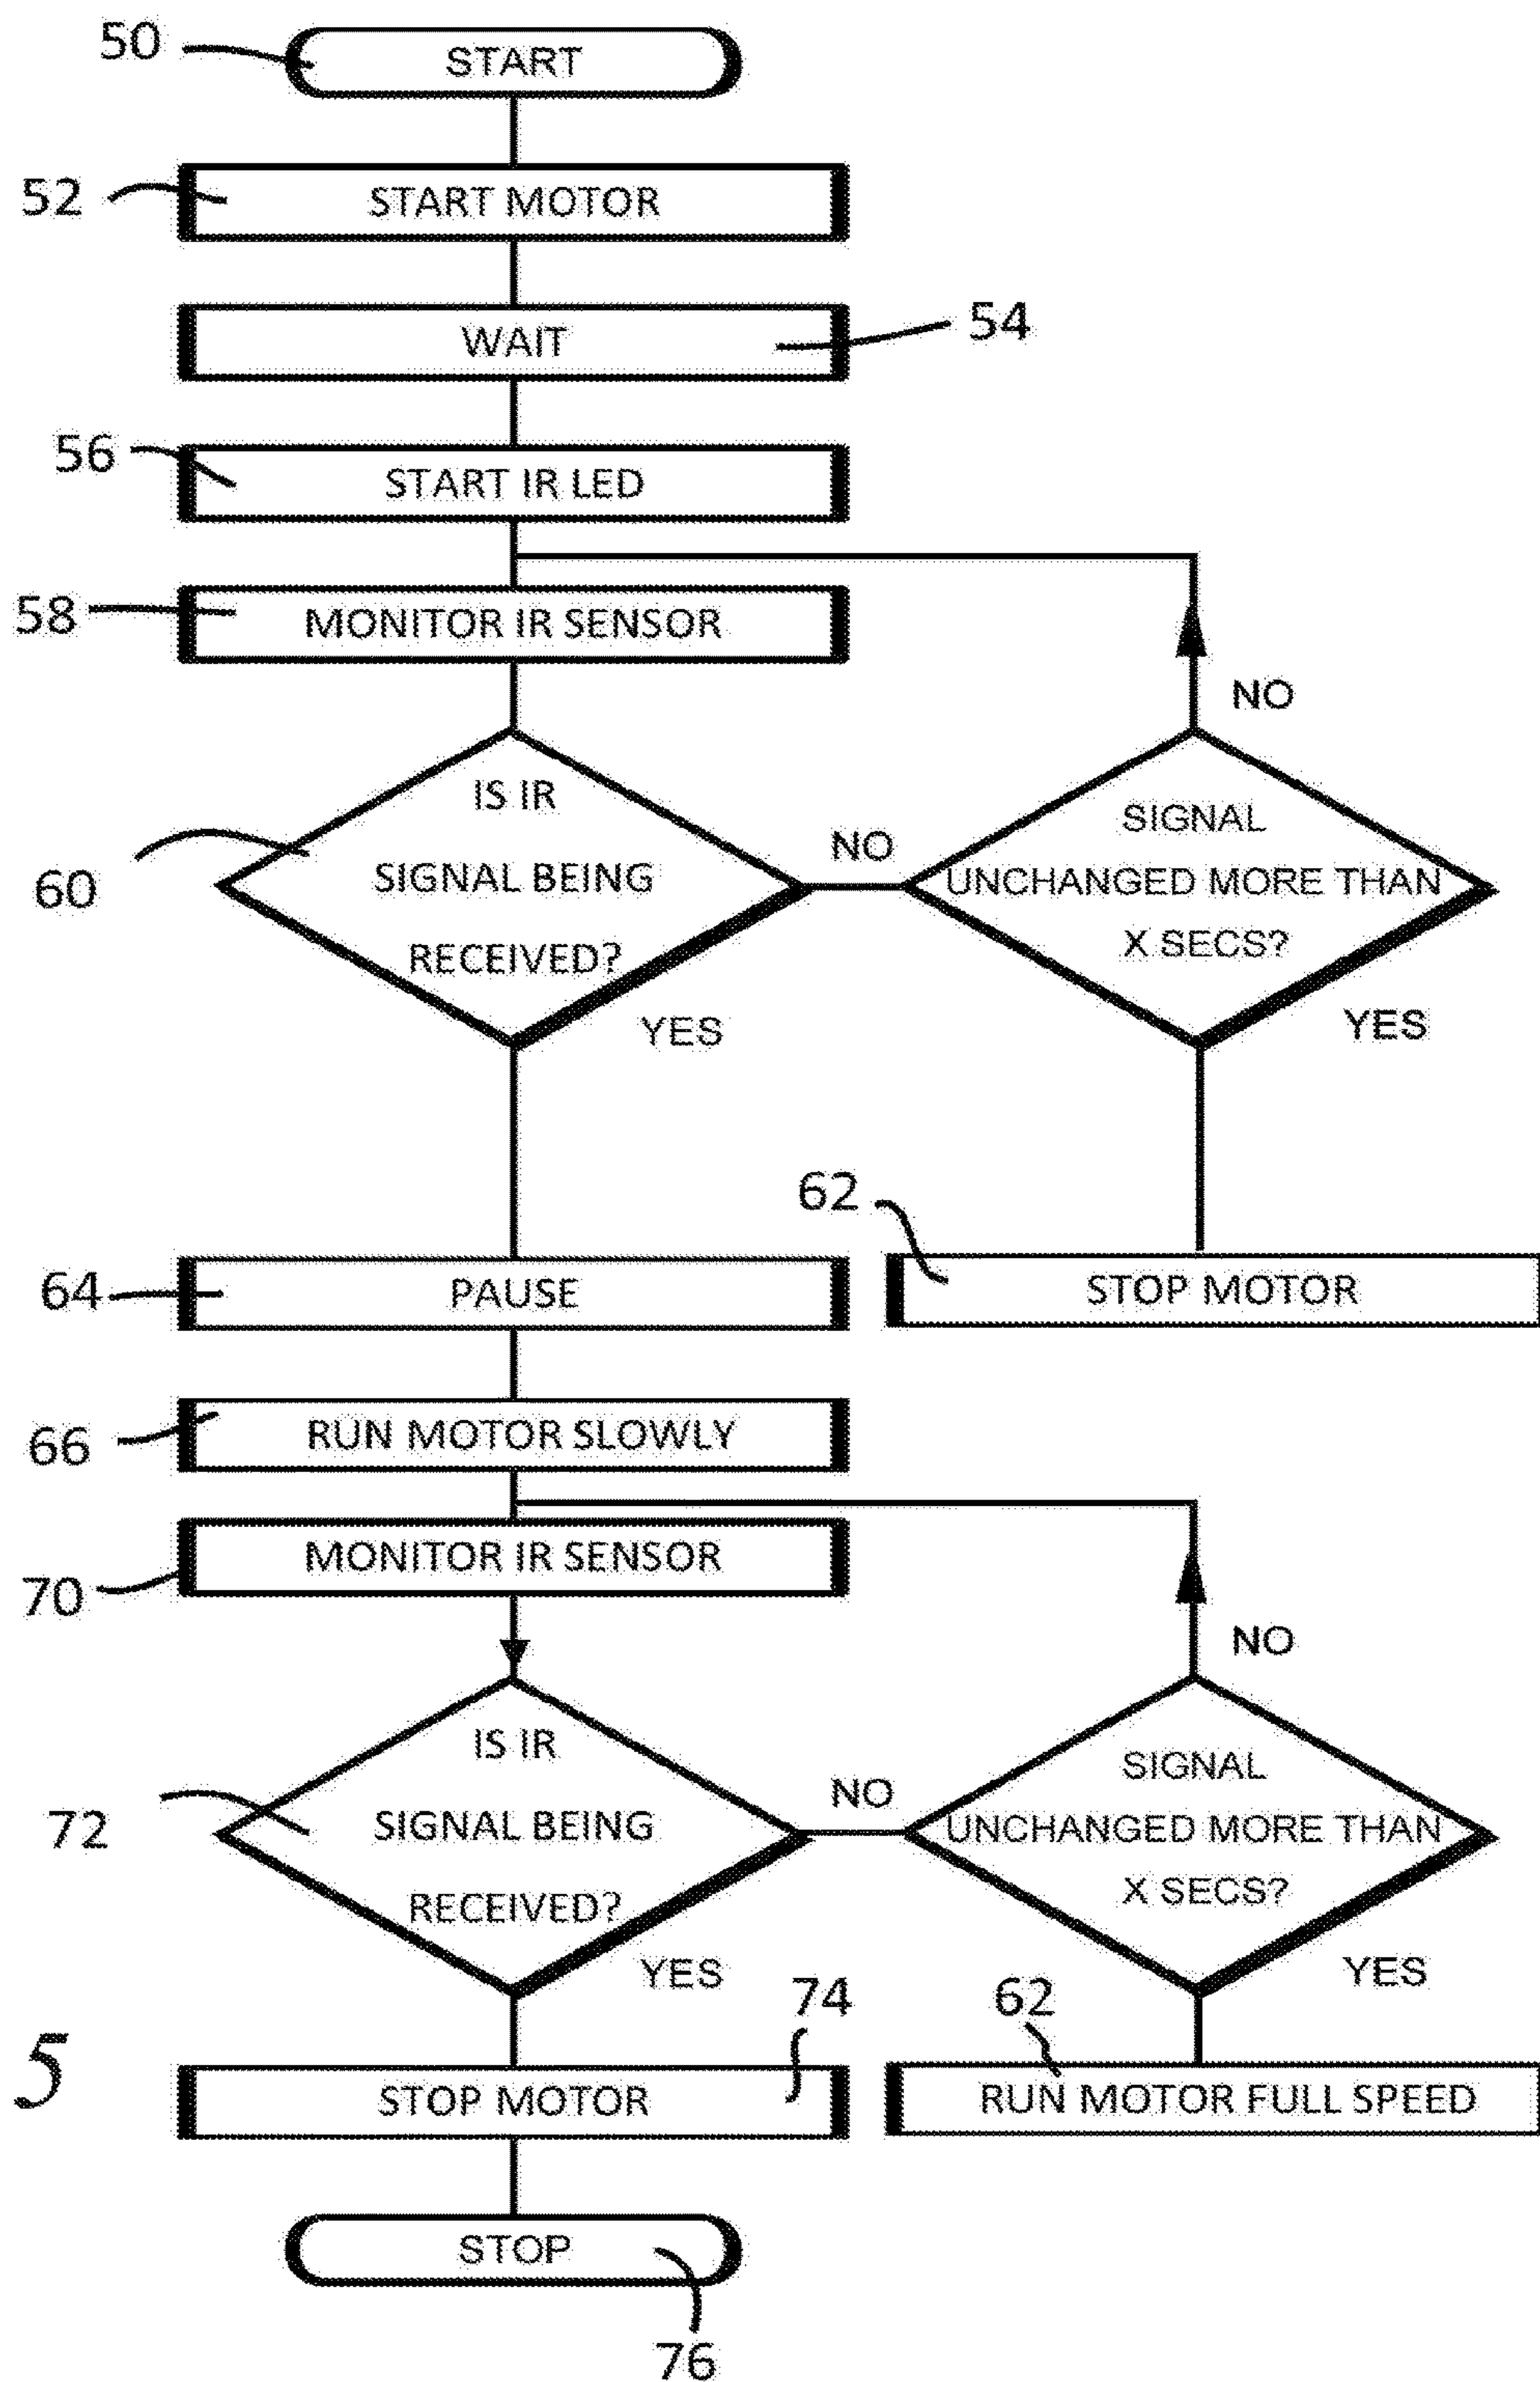 50
START
52
START MOTOR
WAIT
54
56
START IR LED
58
MONITOR IR SENSOR
NO
60
IS IR
SIGNAL BEING
RECEIVED?
NO
YES
SIGNAL
UNCHANGED MORE THAN
X SECS?
YES
62
64
PAUSE
STOP MOTOR
66
RUN MOTOR SLOWLY
70
MONITOR IR SENSOR
NO
72
IS IR
SIGNAL BEING
RECEIVED?
NO
YES
SIGNAL
UNCHANGED MORE THAN
X SECS?
YES
74
62
5
STOP MOTOR
RUN MOTOR FULL SPEED
STOP
76